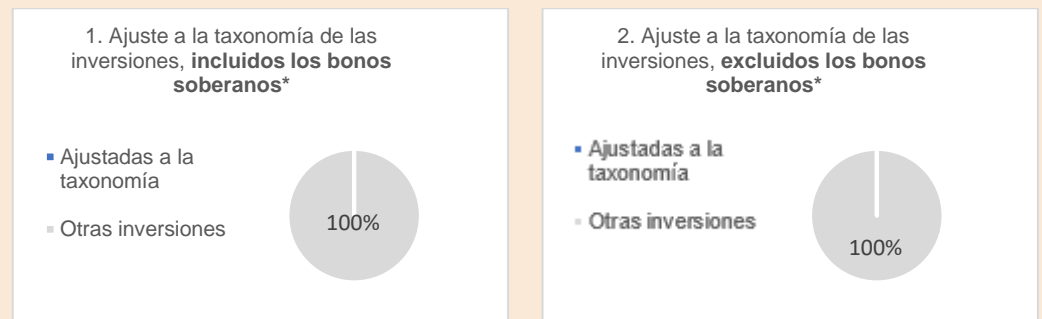 1. Ajuste a la taxonomía de las
inversiones, incluidos los bonos
soberanos*
Ajustadas a la
taxonomía
Otras inversiones
100%
2. Ajuste a la taxonomía de las
inversiones, excluidos los bonos
soberanos*
Ajustadas a la
taxonomía
Otras inversiones
100%